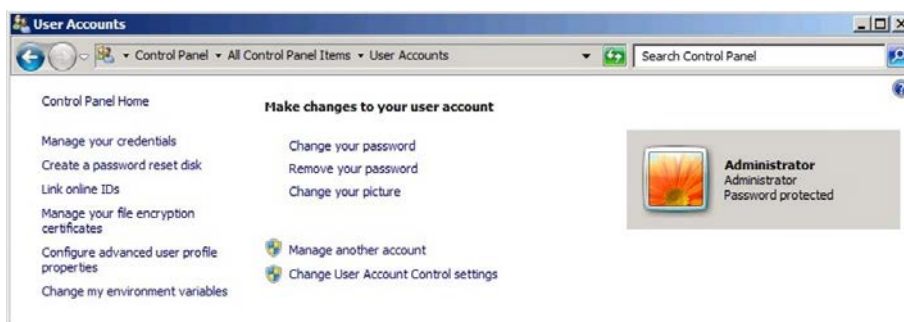 User Accounts
Control Panel All Control Panel Items User Accounts
Search Control Panel
Control Panel Home
Manage your credentials
Create a password reset disk
Link online IDs
Manage your file encryption
certificates
Configure advanced user profile
properties
Change my environment variables
Make changes to your user account
Change your password
Remove your password
Change your picture
Manage another account
Change User Account Control settings
Administrator
Administrator
Password protected